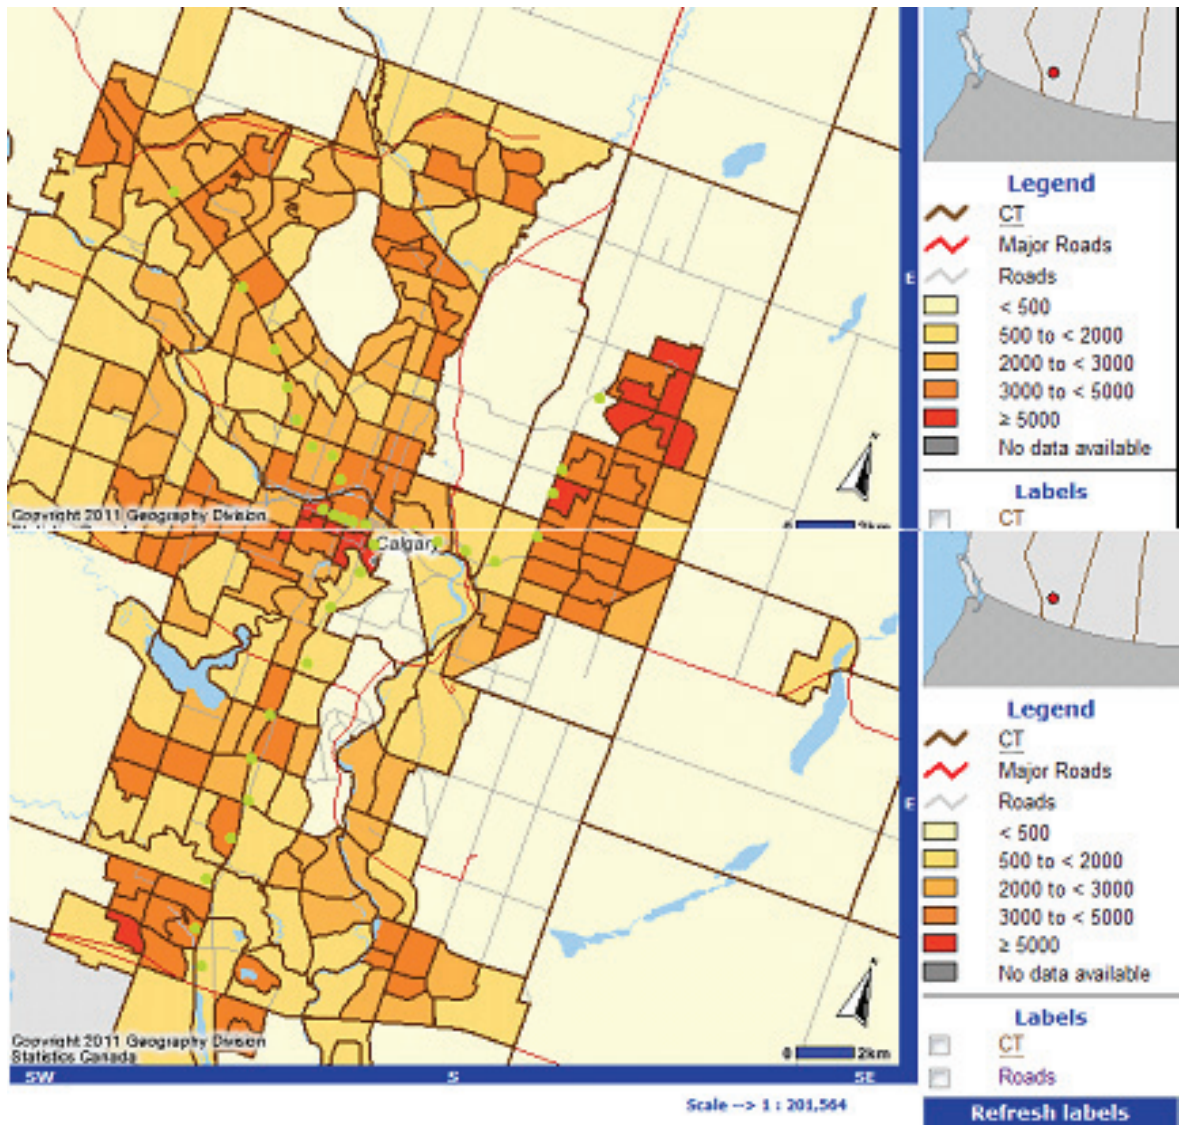 N
E
Legend
CT
Major Roads
Roads
< 500
500 to < 2000
2000 to < 3000
3000 to < 5000
≥ 5000
No data available
Labels
CT
Copyright 2011 Geography Division
0 2km
Calgary
N
E
Legend
CT
Major Roads
Roads
< 500
500 to < 2000
2000 to < 3000
3000 to < 5000
≥ 5000
No data available
Labels
CT
Roads
Refresh labels
Copyright 2011 Geography Division
Statistics Canada
0 2km
SW S SE
Scale --> 1 : 201,564